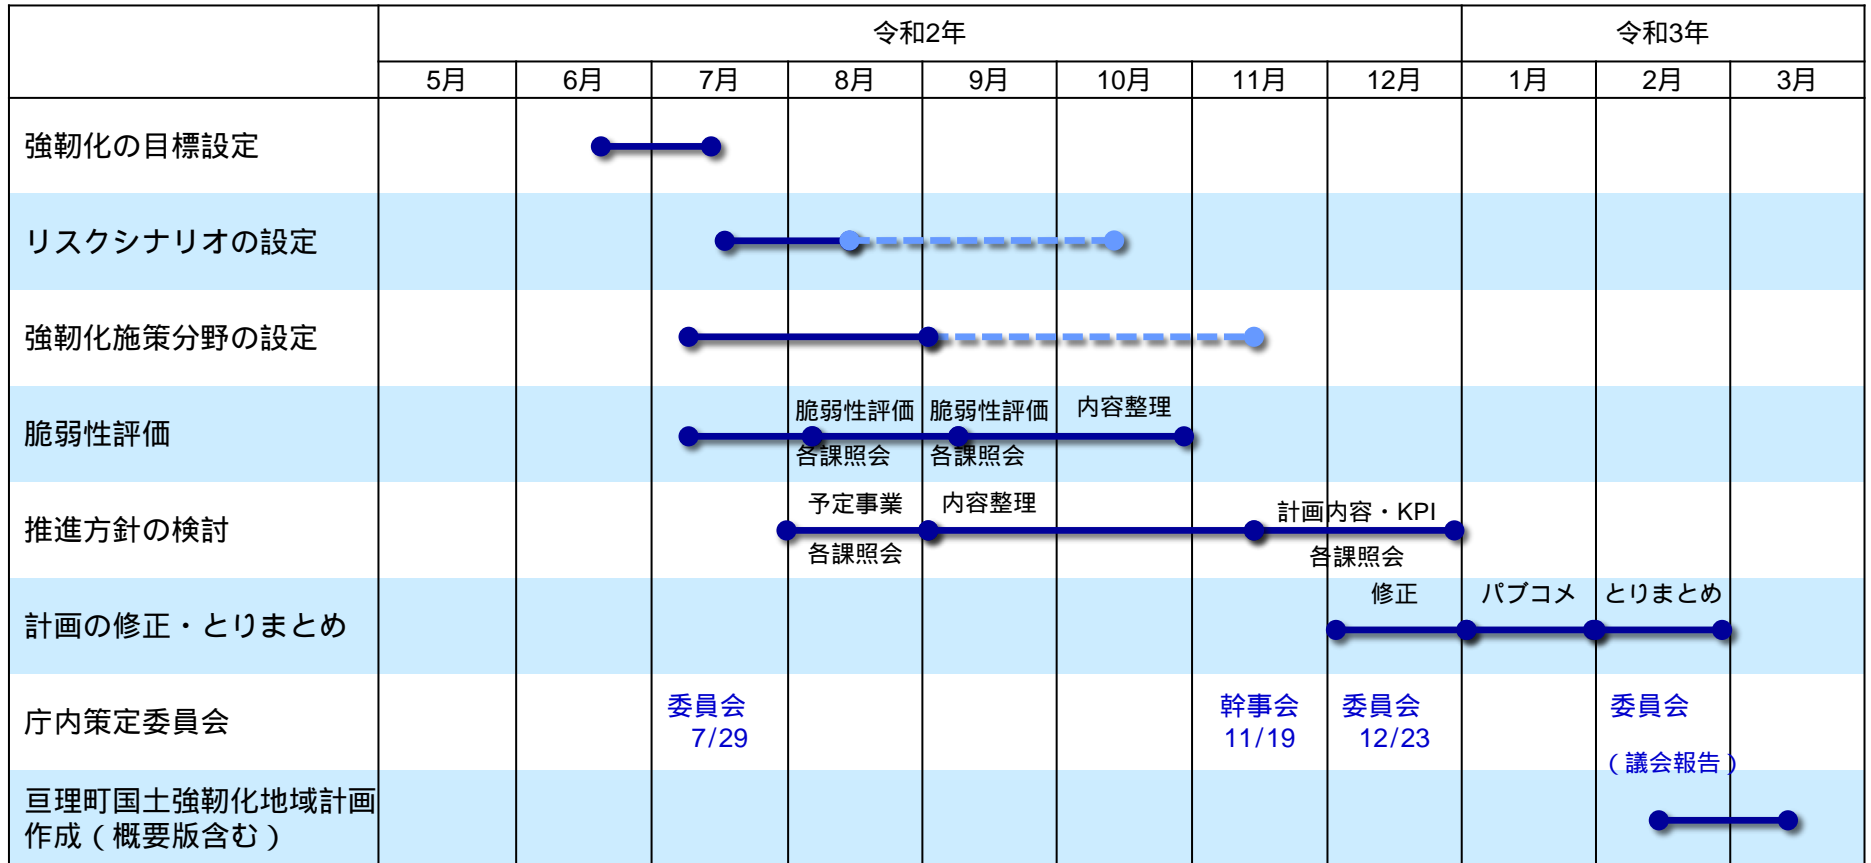 令和2年 令和3年
5月 6月 7月 8月 9月 10月 11月 12月 1月 2月 3月
強靭化の目標設定
リスクシナリオの設定
強靭化施策分野の設定
脆弱性評価 脆弱性評価 内容整理
脆弱性評価
各課照会 各課照会
予定事業 内容整理 計画内容・KPI
推進方針の検討
各課照会 各課照会
修正 パブコメ とりまとめ
計画の修正・とりまとめ
委員会 幹事会 委員会 委員会
庁内策定委員会
7/29 11/19 12/23
（議会報告）
亘理町国土強靭化地域計画
作成（概要版含む）